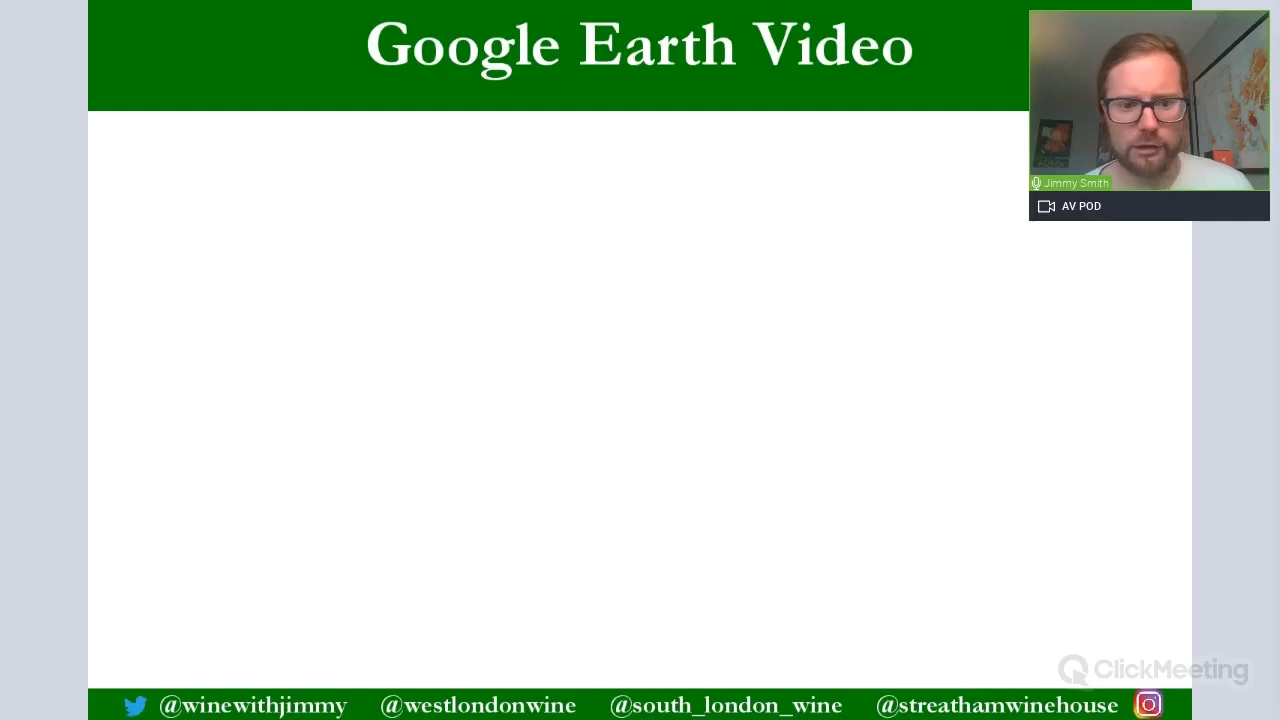 Google Earth Video
Jimmy Smith
AV POD
ClickMeeting
@winewithjimmy @westlondonwine @south_london_wine @streathamwinehouse